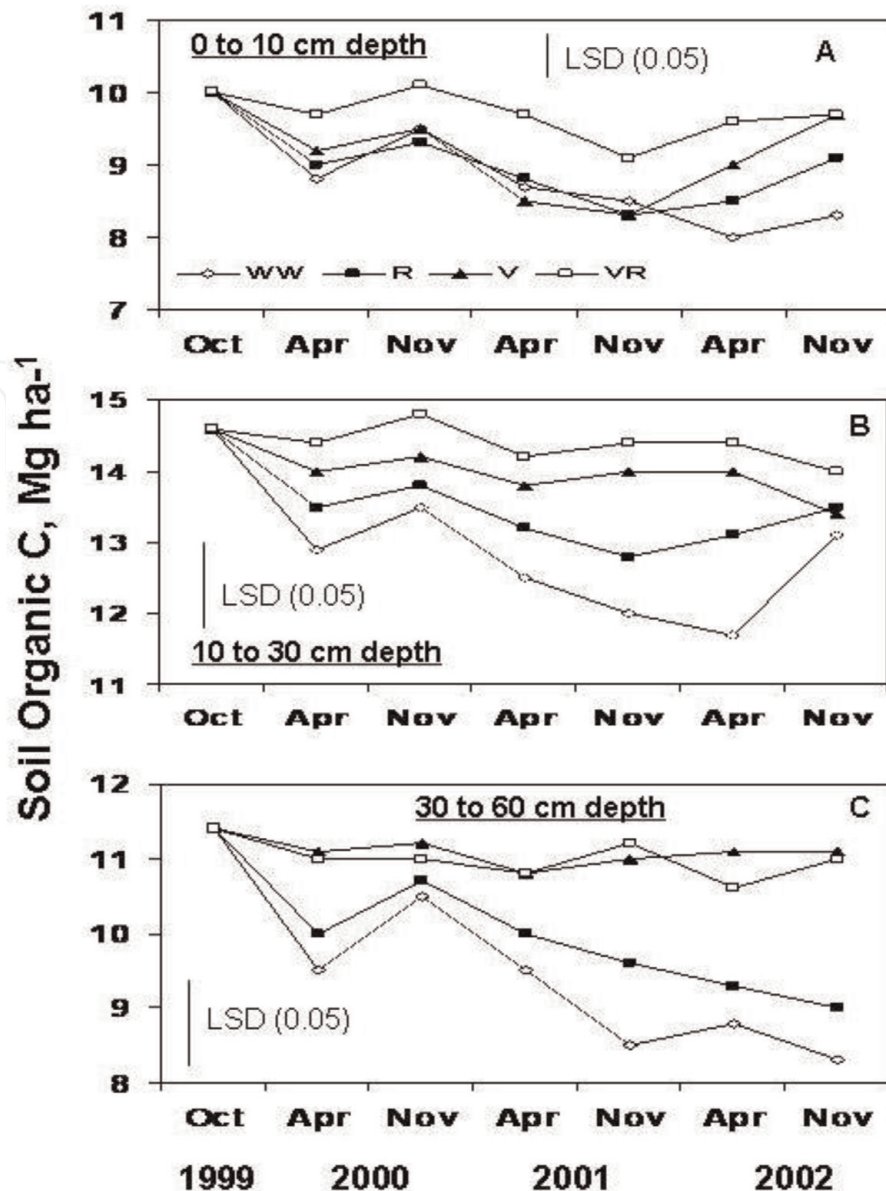 Soil Organic C, Mg ha-1
11
10
9
8
7
0 to 10 cm depth
LSD (0.05)
A
WW R V VR
Oct Apr Nov Apr Nov Apr Nov
15
14
13
12
11
B
LSD (0.05)
10 to 30 cm depth
Oct Apr Nov Apr Nov Apr Nov
12
11
10
9
8
30 to 60 cm depth
C
LSD (0.05)
Oct Apr Nov Apr Nov Apr Nov
1999 2000 2001 2002